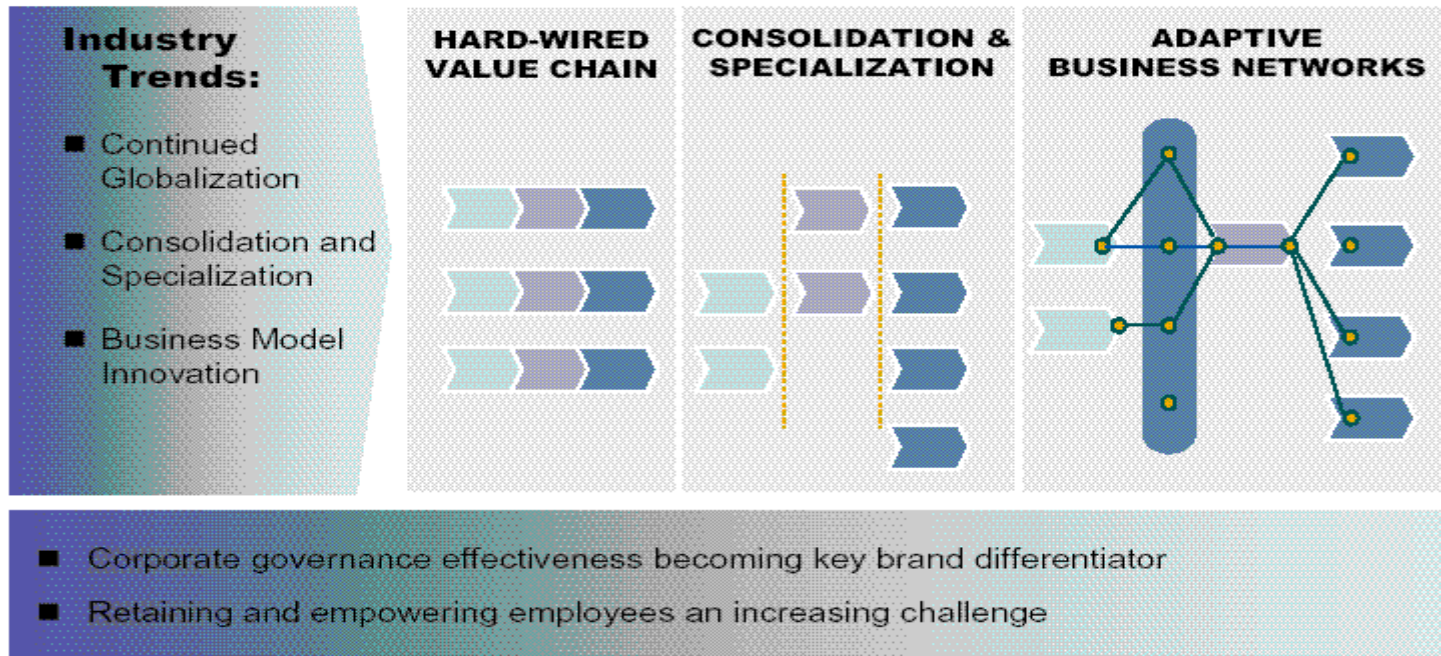 Industry
Trends:
■ Continued
Globalization
■ Consolidation and
Specialization
■ Business Model
Innovation
HARD-WIRED
VALUE CHAIN
CONSOLIDATION &
SPECIALIZATION
ADAPTIVE
BUSINESS NETWORKS
■ Corporate governance effectiveness becoming key brand differentiator
■ Retaining and empowering employees an increasing challenge